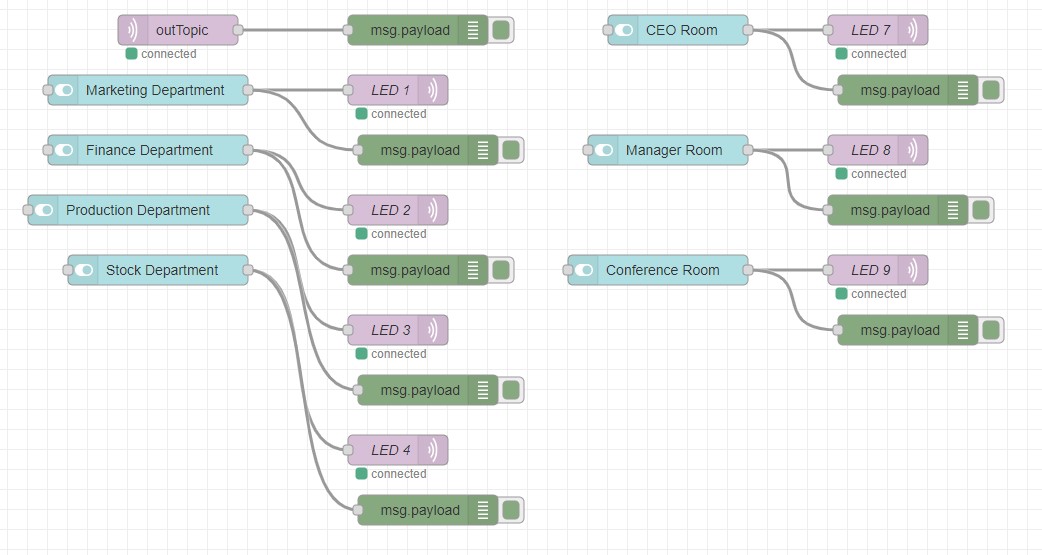 outTopic
msg.payload
connected
Marketing Department
LED 1
connected
Finance Department
msg.payload
Production Department
LED 2
connected
Stock Department
msg.payload
LED 3
connected
msg.payload
LED 4
connected
msg.payload
CEO Room
LED 7
connected
msg.payload
Manager Room
LED 8
connected
msg.payload
Conference Room
LED 9
connected
msg.payload